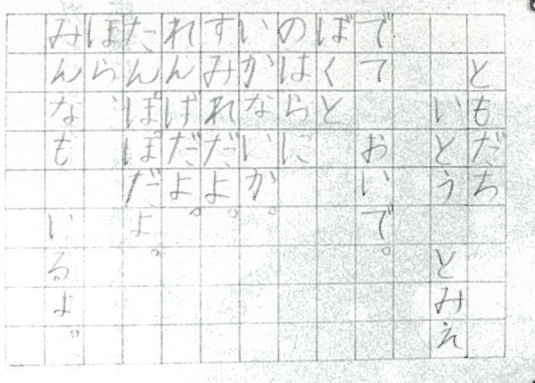 ともだち
いとう とみえ
でて おいで。
ぼくと
のはらに
いかないか。
すみれだよ。
れんげだよ。
たんぽぽだよ。
ほら、
みんなも いるよ。